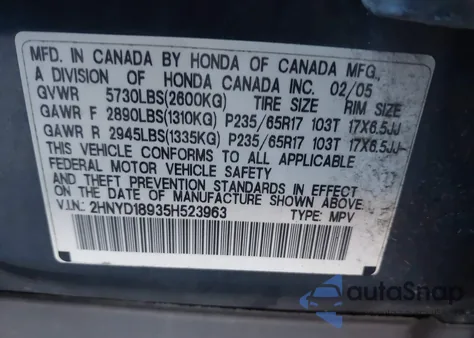 MFD. IN CANADA BY HONDA OF CANADA MFG.,
A DIVISION OF HONDA CANADA INC. 02/05
GVWR 5730LBS(2600KG) TIRE SIZE RIM SIZE
GAWR F 2890LBS(1310KG) P235/65R17 103T 17X6.5JJ
GAWR R 2945LBS(1335KG) P235/65R17 103T 17X6.5JJ
THIS VEHICLE CONFORMS TO ALL APPLICABLE
FEDERAL MOTOR VEHICLE SAFETY
STANDARDS IN EFFECT ON THE
DATE OF MANUFACTURE SHOWN ABOVE.
V.I.N.: 2HNYD18935H523963 TYPE: MPV
autoSnap